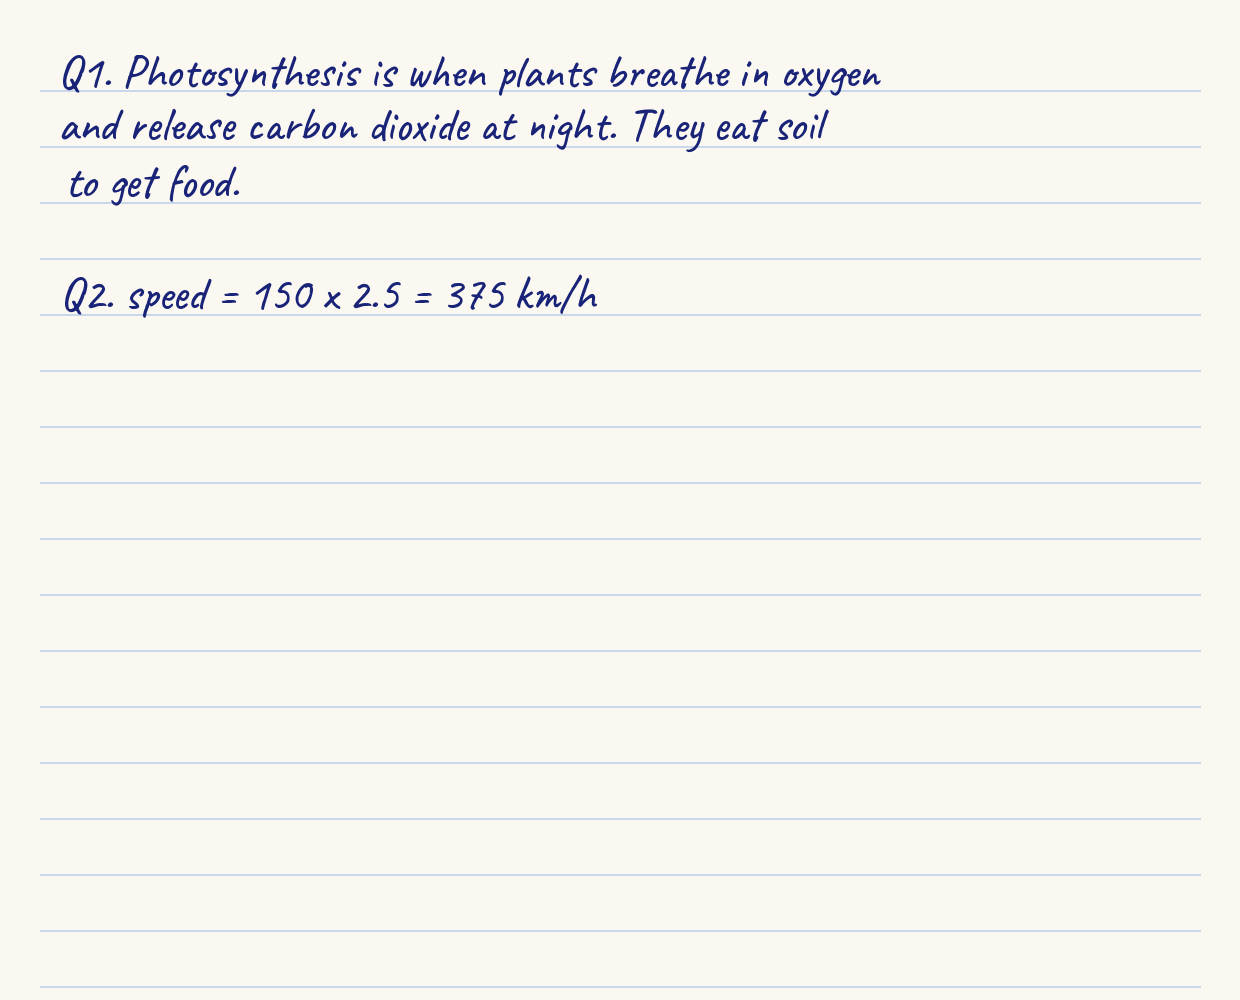 Q1. Photosynthesis is when plants breathe in oxygen
and release carbon dioxide at night. They eat soil
to get food.
Q2. speed = 150 x 2.5 = 375 km/h